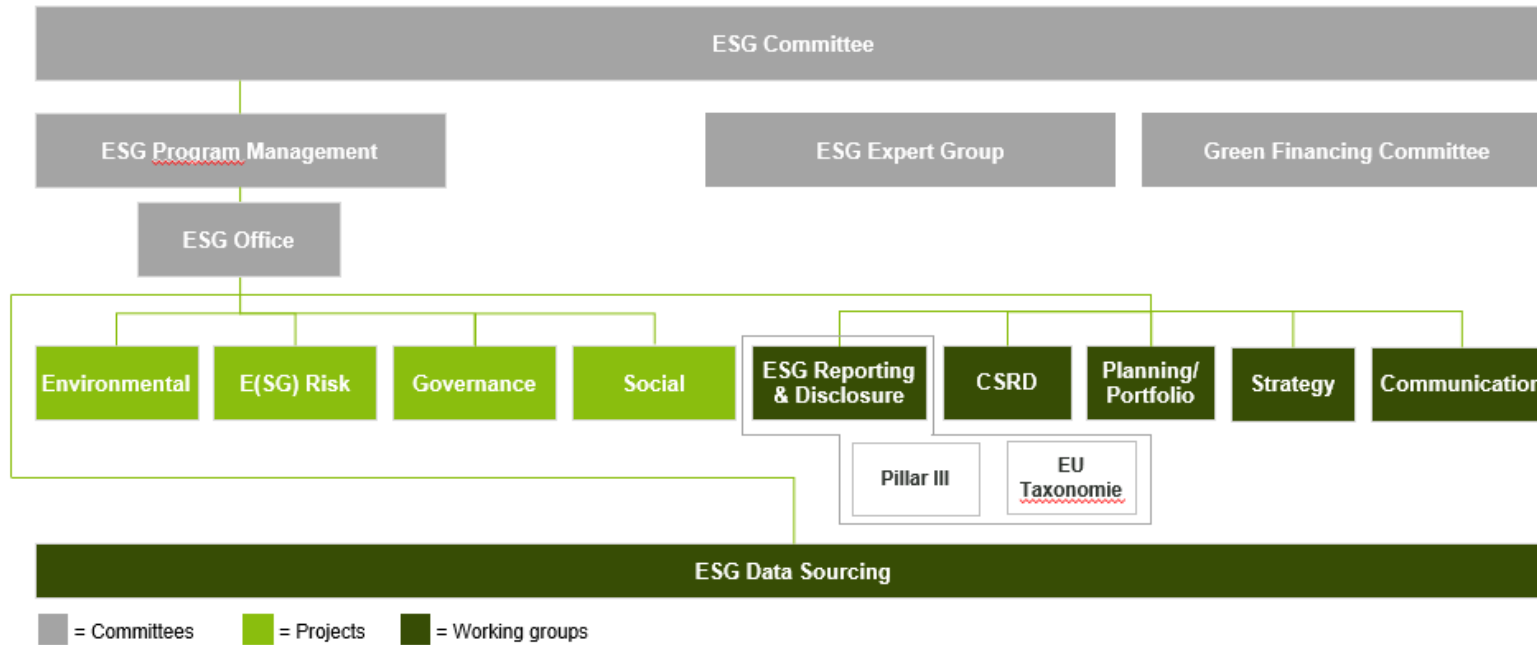 ESG Committee
ESG Program Management
ESG Expert Group
Green Financing Committee
ESG Office
Environmental
E(SG) Risk
Governance
Social
ESG Reporting
& Disclosure
CSRD
Planning/
Portfolio
Strategy
Communication
Pillar III
EU
Taxonomie
ESG Data Sourcing
= Committees
= Projects
= Working groups